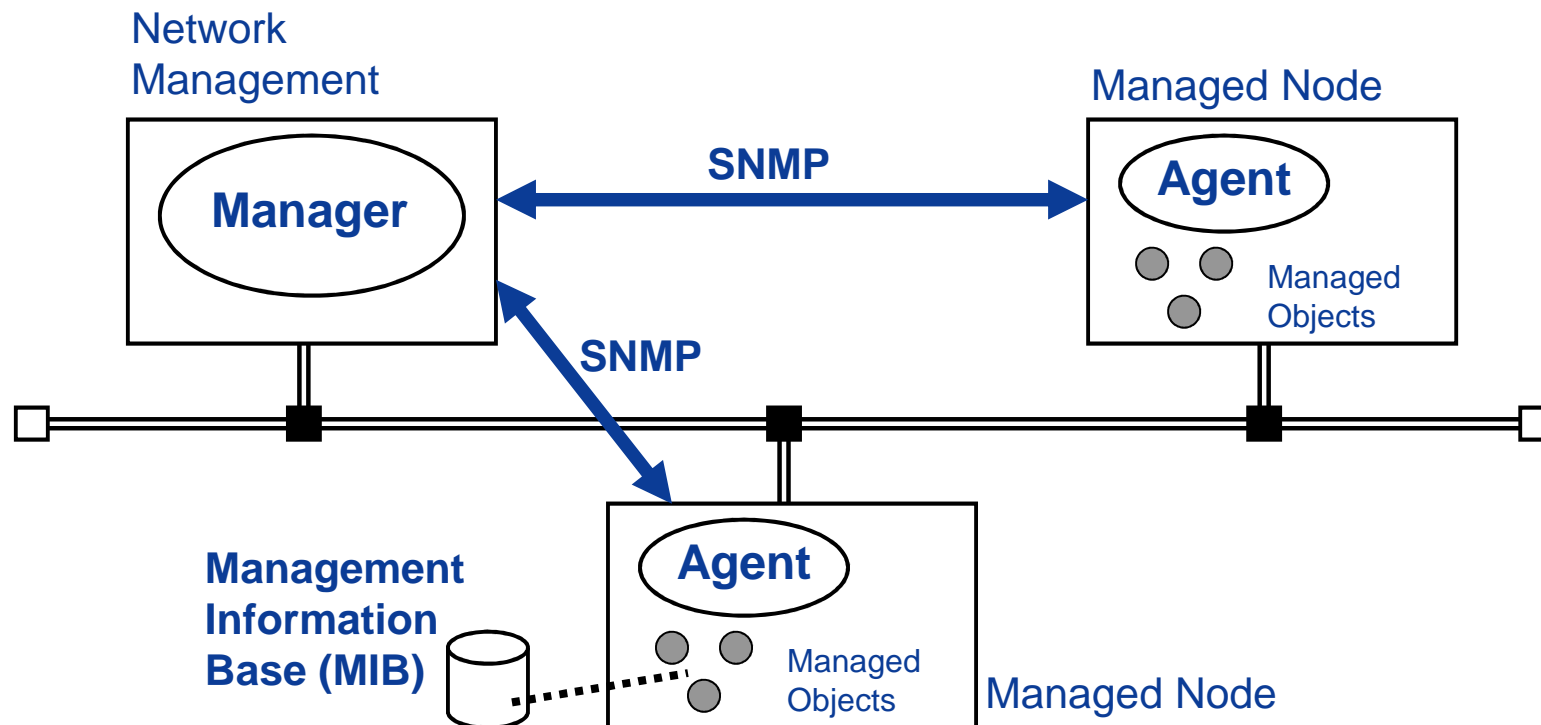 Network
Management
Managed Node
SNMP
Manager
Agent
Managed
Objects
SNMP
Management
Information
Base (MIB)
Agent
Managed
Objects
Managed Node